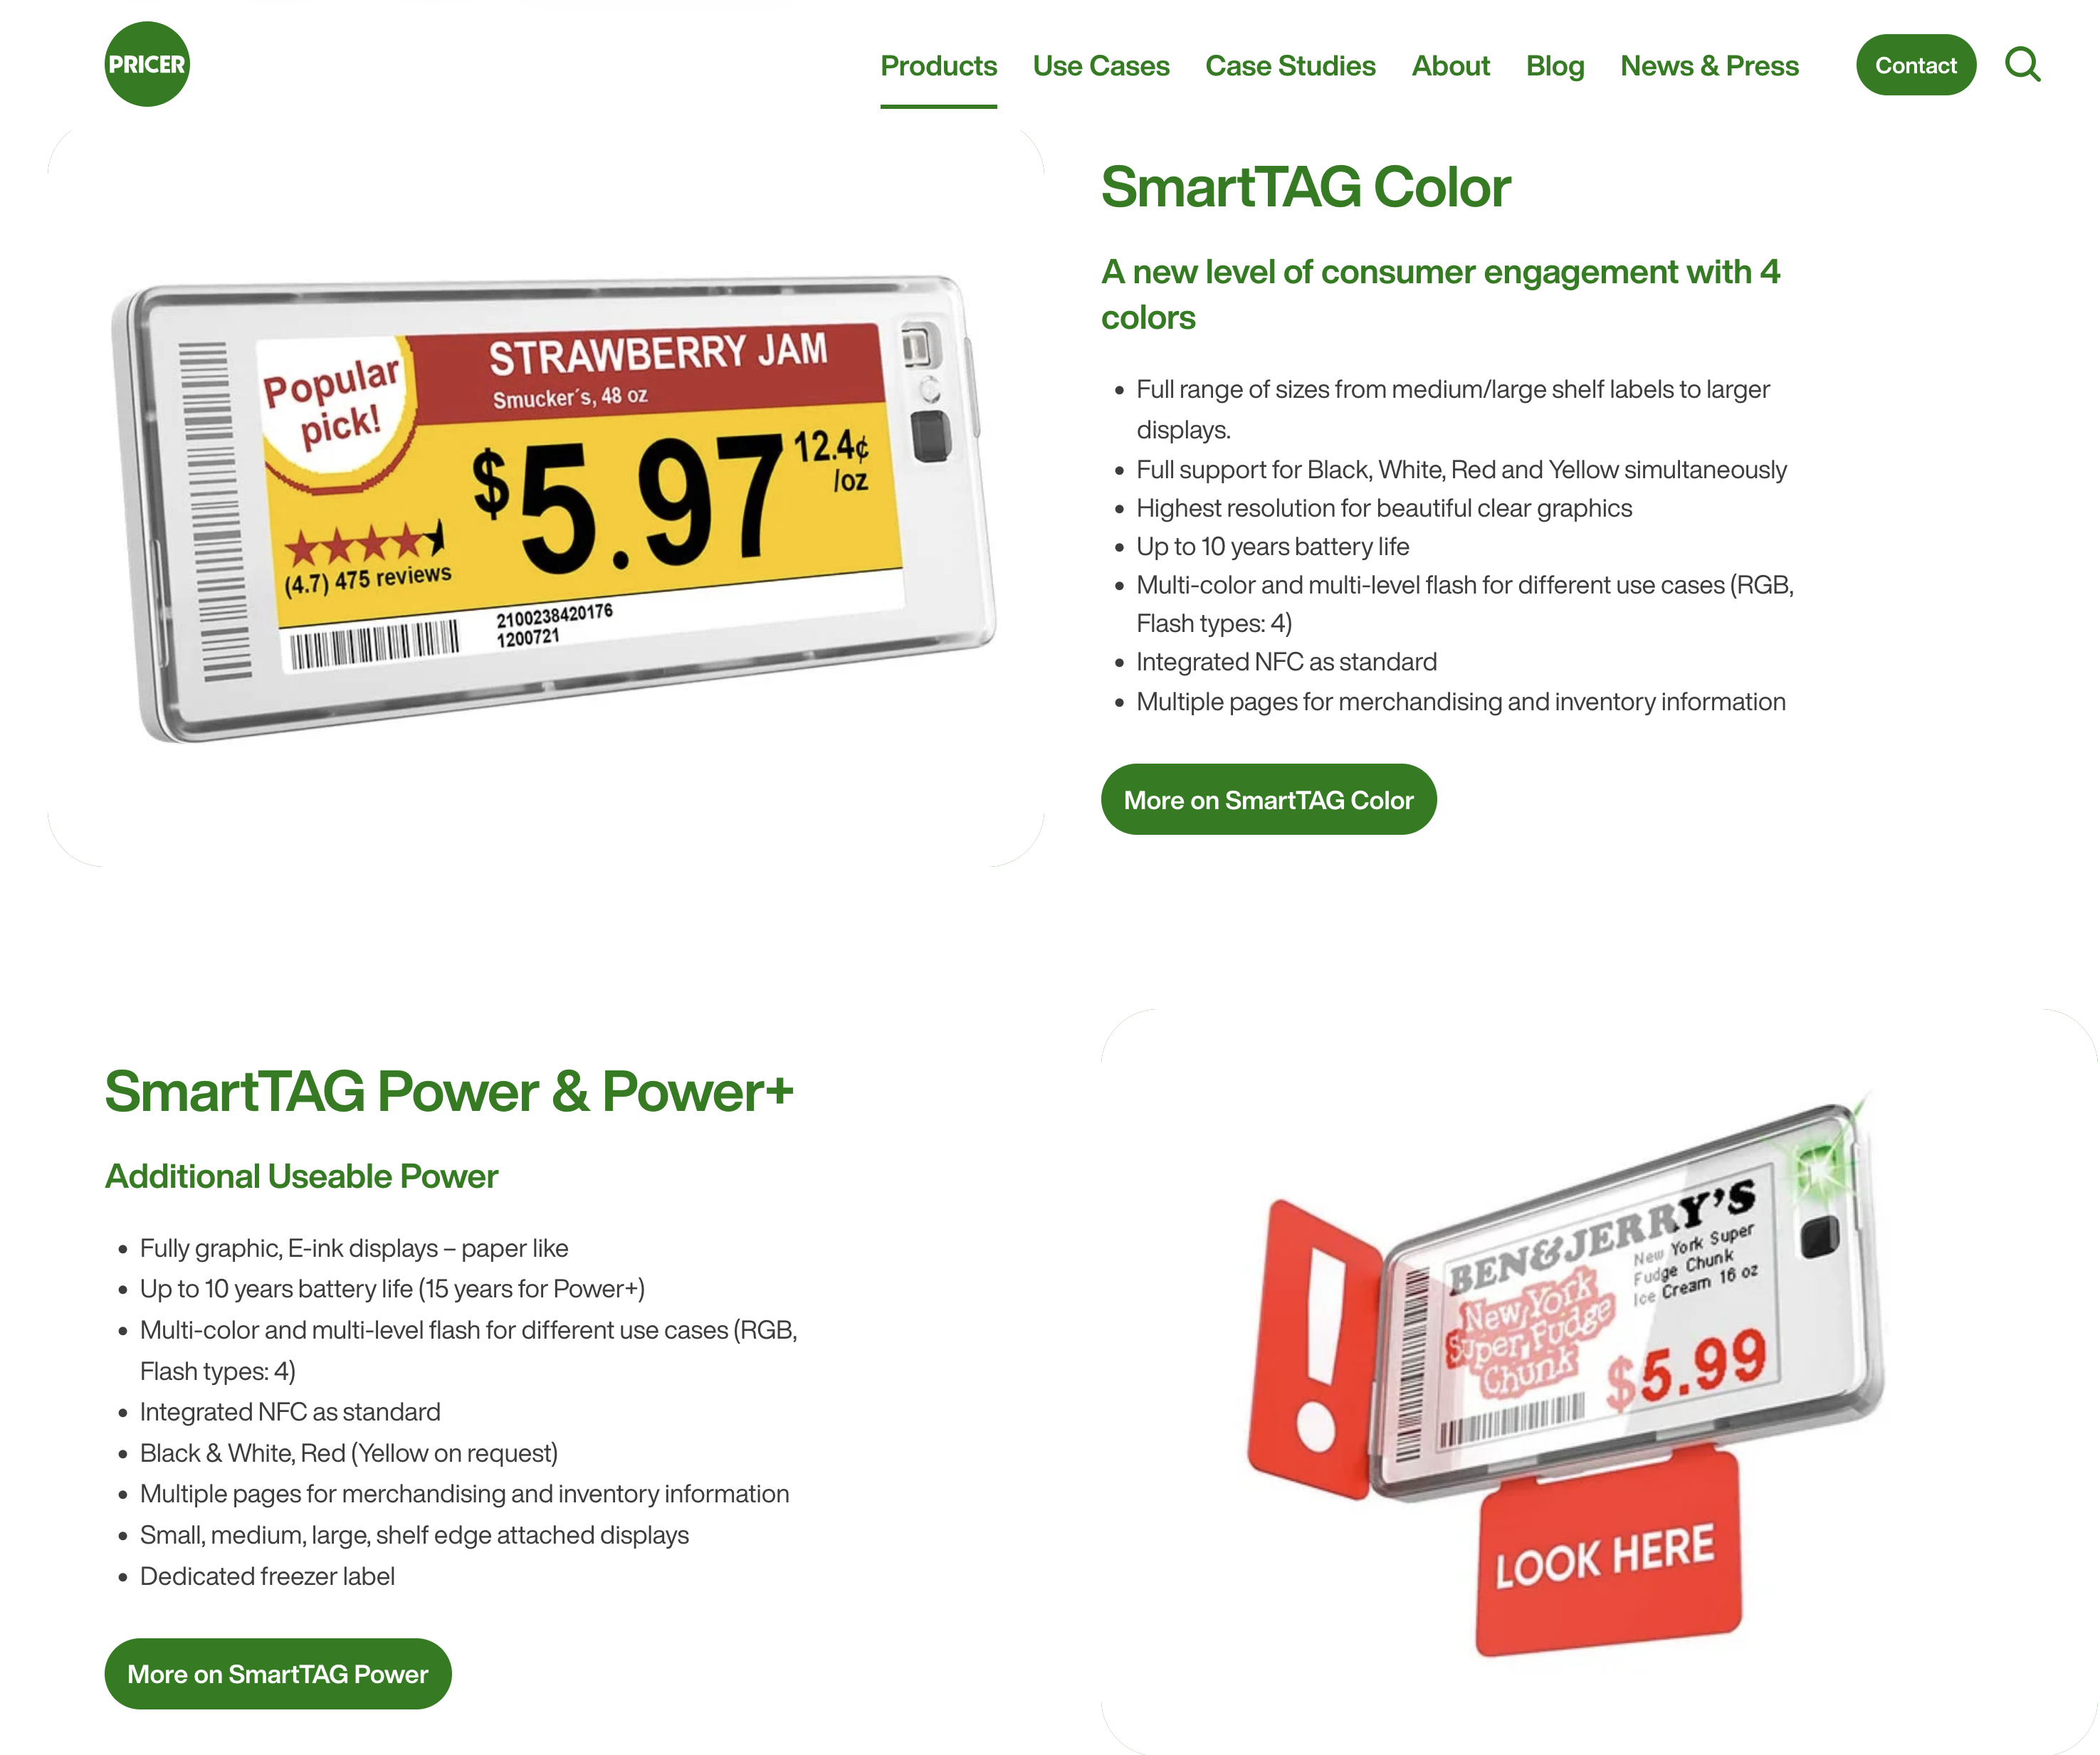 PRICER
Products Use Cases Case Studies About Blog News & Press Contact
SmartTAG Color
A new level of consumer engagement with 4
colors
• Full range of sizes from medium/large shelf labels to larger
displays.
• Full support for Black, White, Red and Yellow simultaneously
• Highest resolution for beautiful clear graphics
• Up to 10 years battery life
• Multi-color and multi-level flash for different use cases (RGB,
Flash types: 4)
• Integrated NFC as standard
• Multiple pages for merchandising and inventory information
More on SmartTAG Color
Popular
pick!
STRAWBERRY JAM
Smucker´s, 48 oz
$5.97
12.4¢
/oz
(4.7) 475 reviews
2100238420176
1200721
SmartTAG Power & Power+
Additional Useable Power
• Fully graphic, E-ink displays – paper like
• Up to 10 years battery life (15 years for Power+)
• Multi-color and multi-level flash for different use cases (RGB,
Flash types: 4)
• Integrated NFC as standard
• Black & White, Red (Yellow on request)
• Multiple pages for merchandising and inventory information
• Small, medium, large, shelf edge attached displays
• Dedicated freezer label
More on SmartTAG Power
!
BEN&JERRY'S
New York Super
Fudge Chunk
Ice Cream 16 oz
New York
Super Fudge
Chunk
$5.99
LOOK HERE